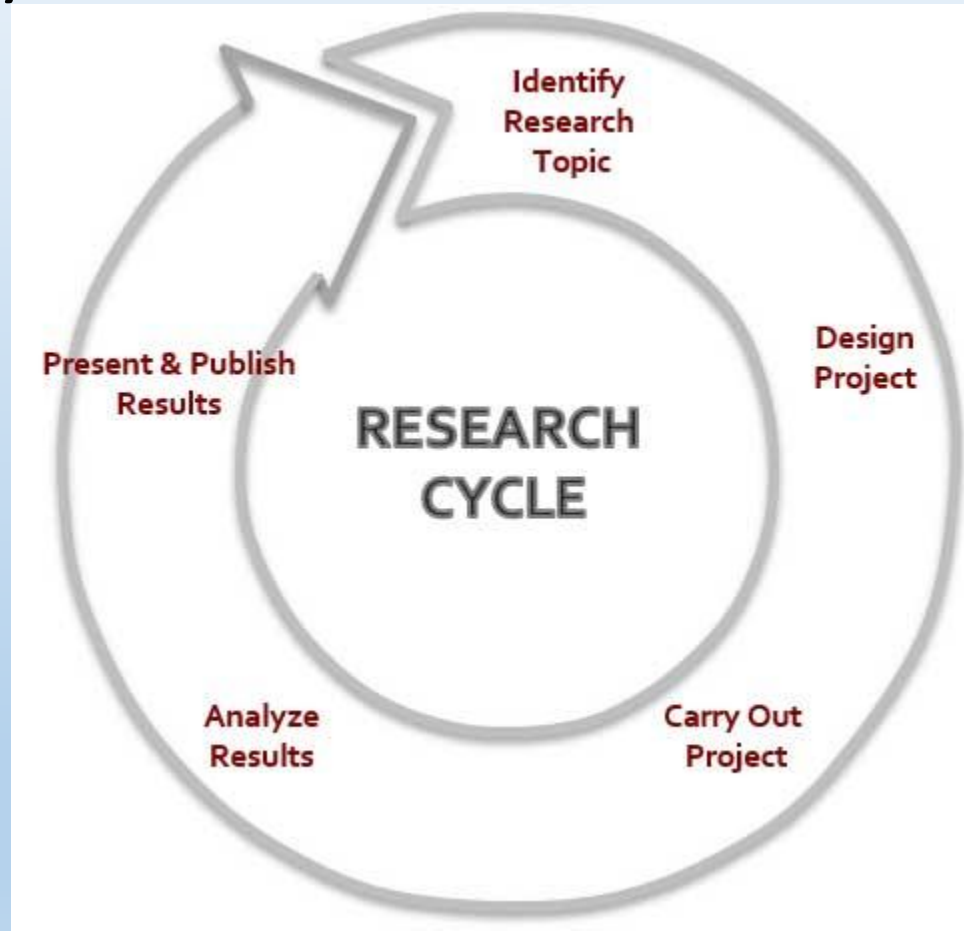 Identify
Research
Topic
Design
Project
Carry Out
Project
Analyze
Results
Present & Publish
Results
RESEARCH
CYCLE